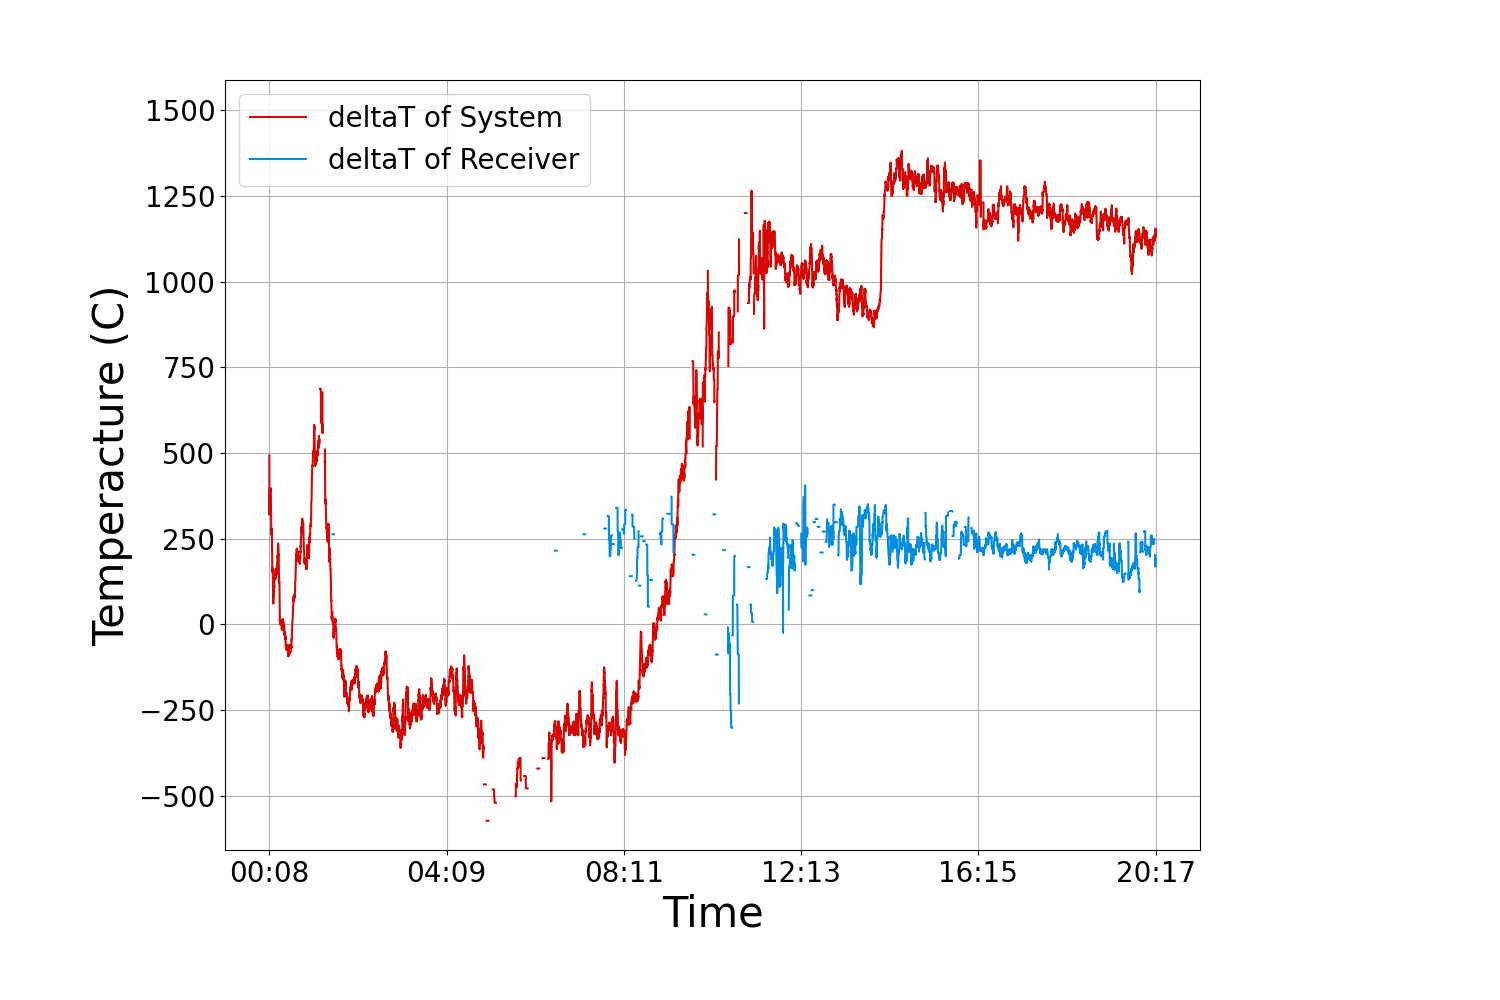 deltaT of System
deltaT of Receiver
1500
1250
1000
750
500
250
0
−250
−500
Temperacture (C)
00:08 04:09 08:11 12:13 16:15 20:17
Time